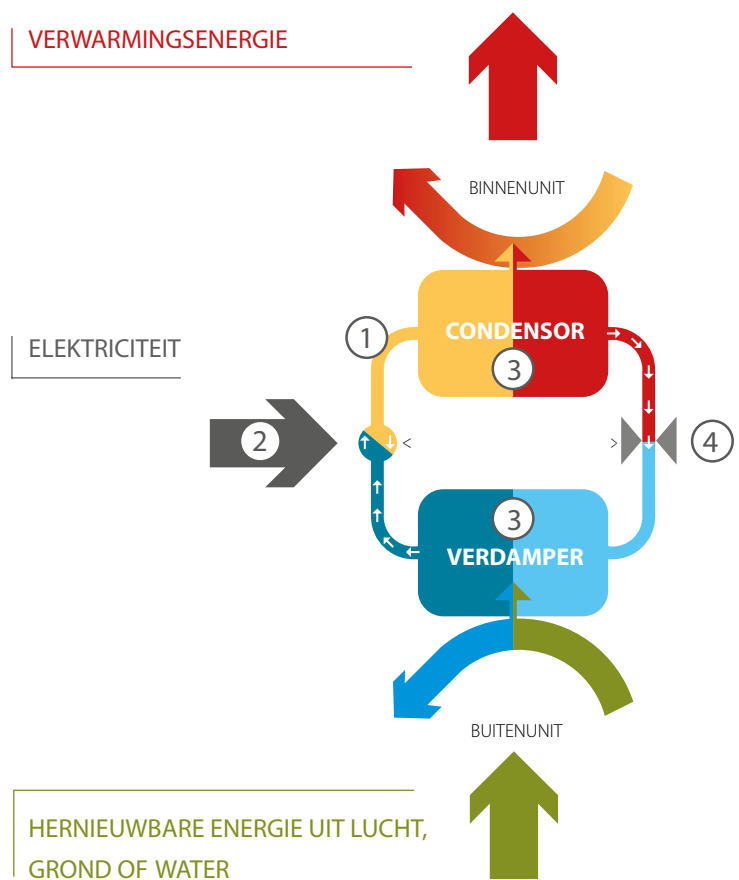 VERWARMINGSENERGIE
BINNENUNIT
1
CONDENSOR
3
ELEKTRICITEIT
2
<
>
4
3
VERDAMPER
BUITENUNIT
HERNIEUWBARE ENERGIE UIT LUCHT,
GROND OF WATER